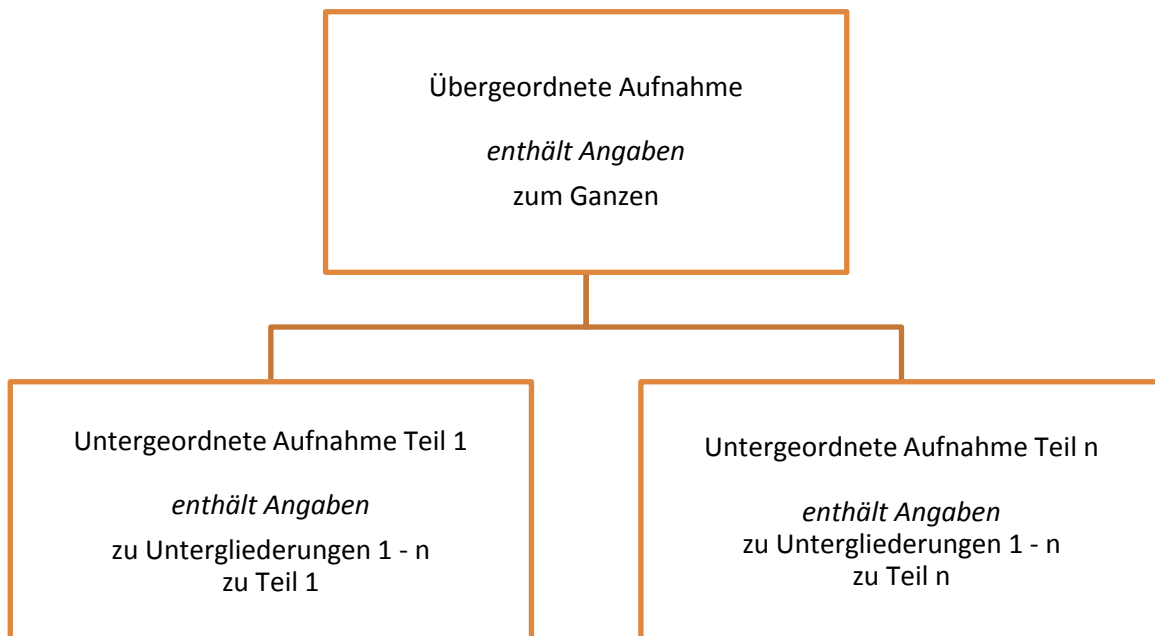 Übergeordnete Aufnahme
enthält Angaben
zum Ganzen
Untergeordnete Aufnahme Teil 1
enthält Angaben
zu Untergliederungen 1 - n
zu Teil 1
Untergeordnete Aufnahme Teil n
enthält Angaben
zu Untergliederungen 1 - n
zu Teil n